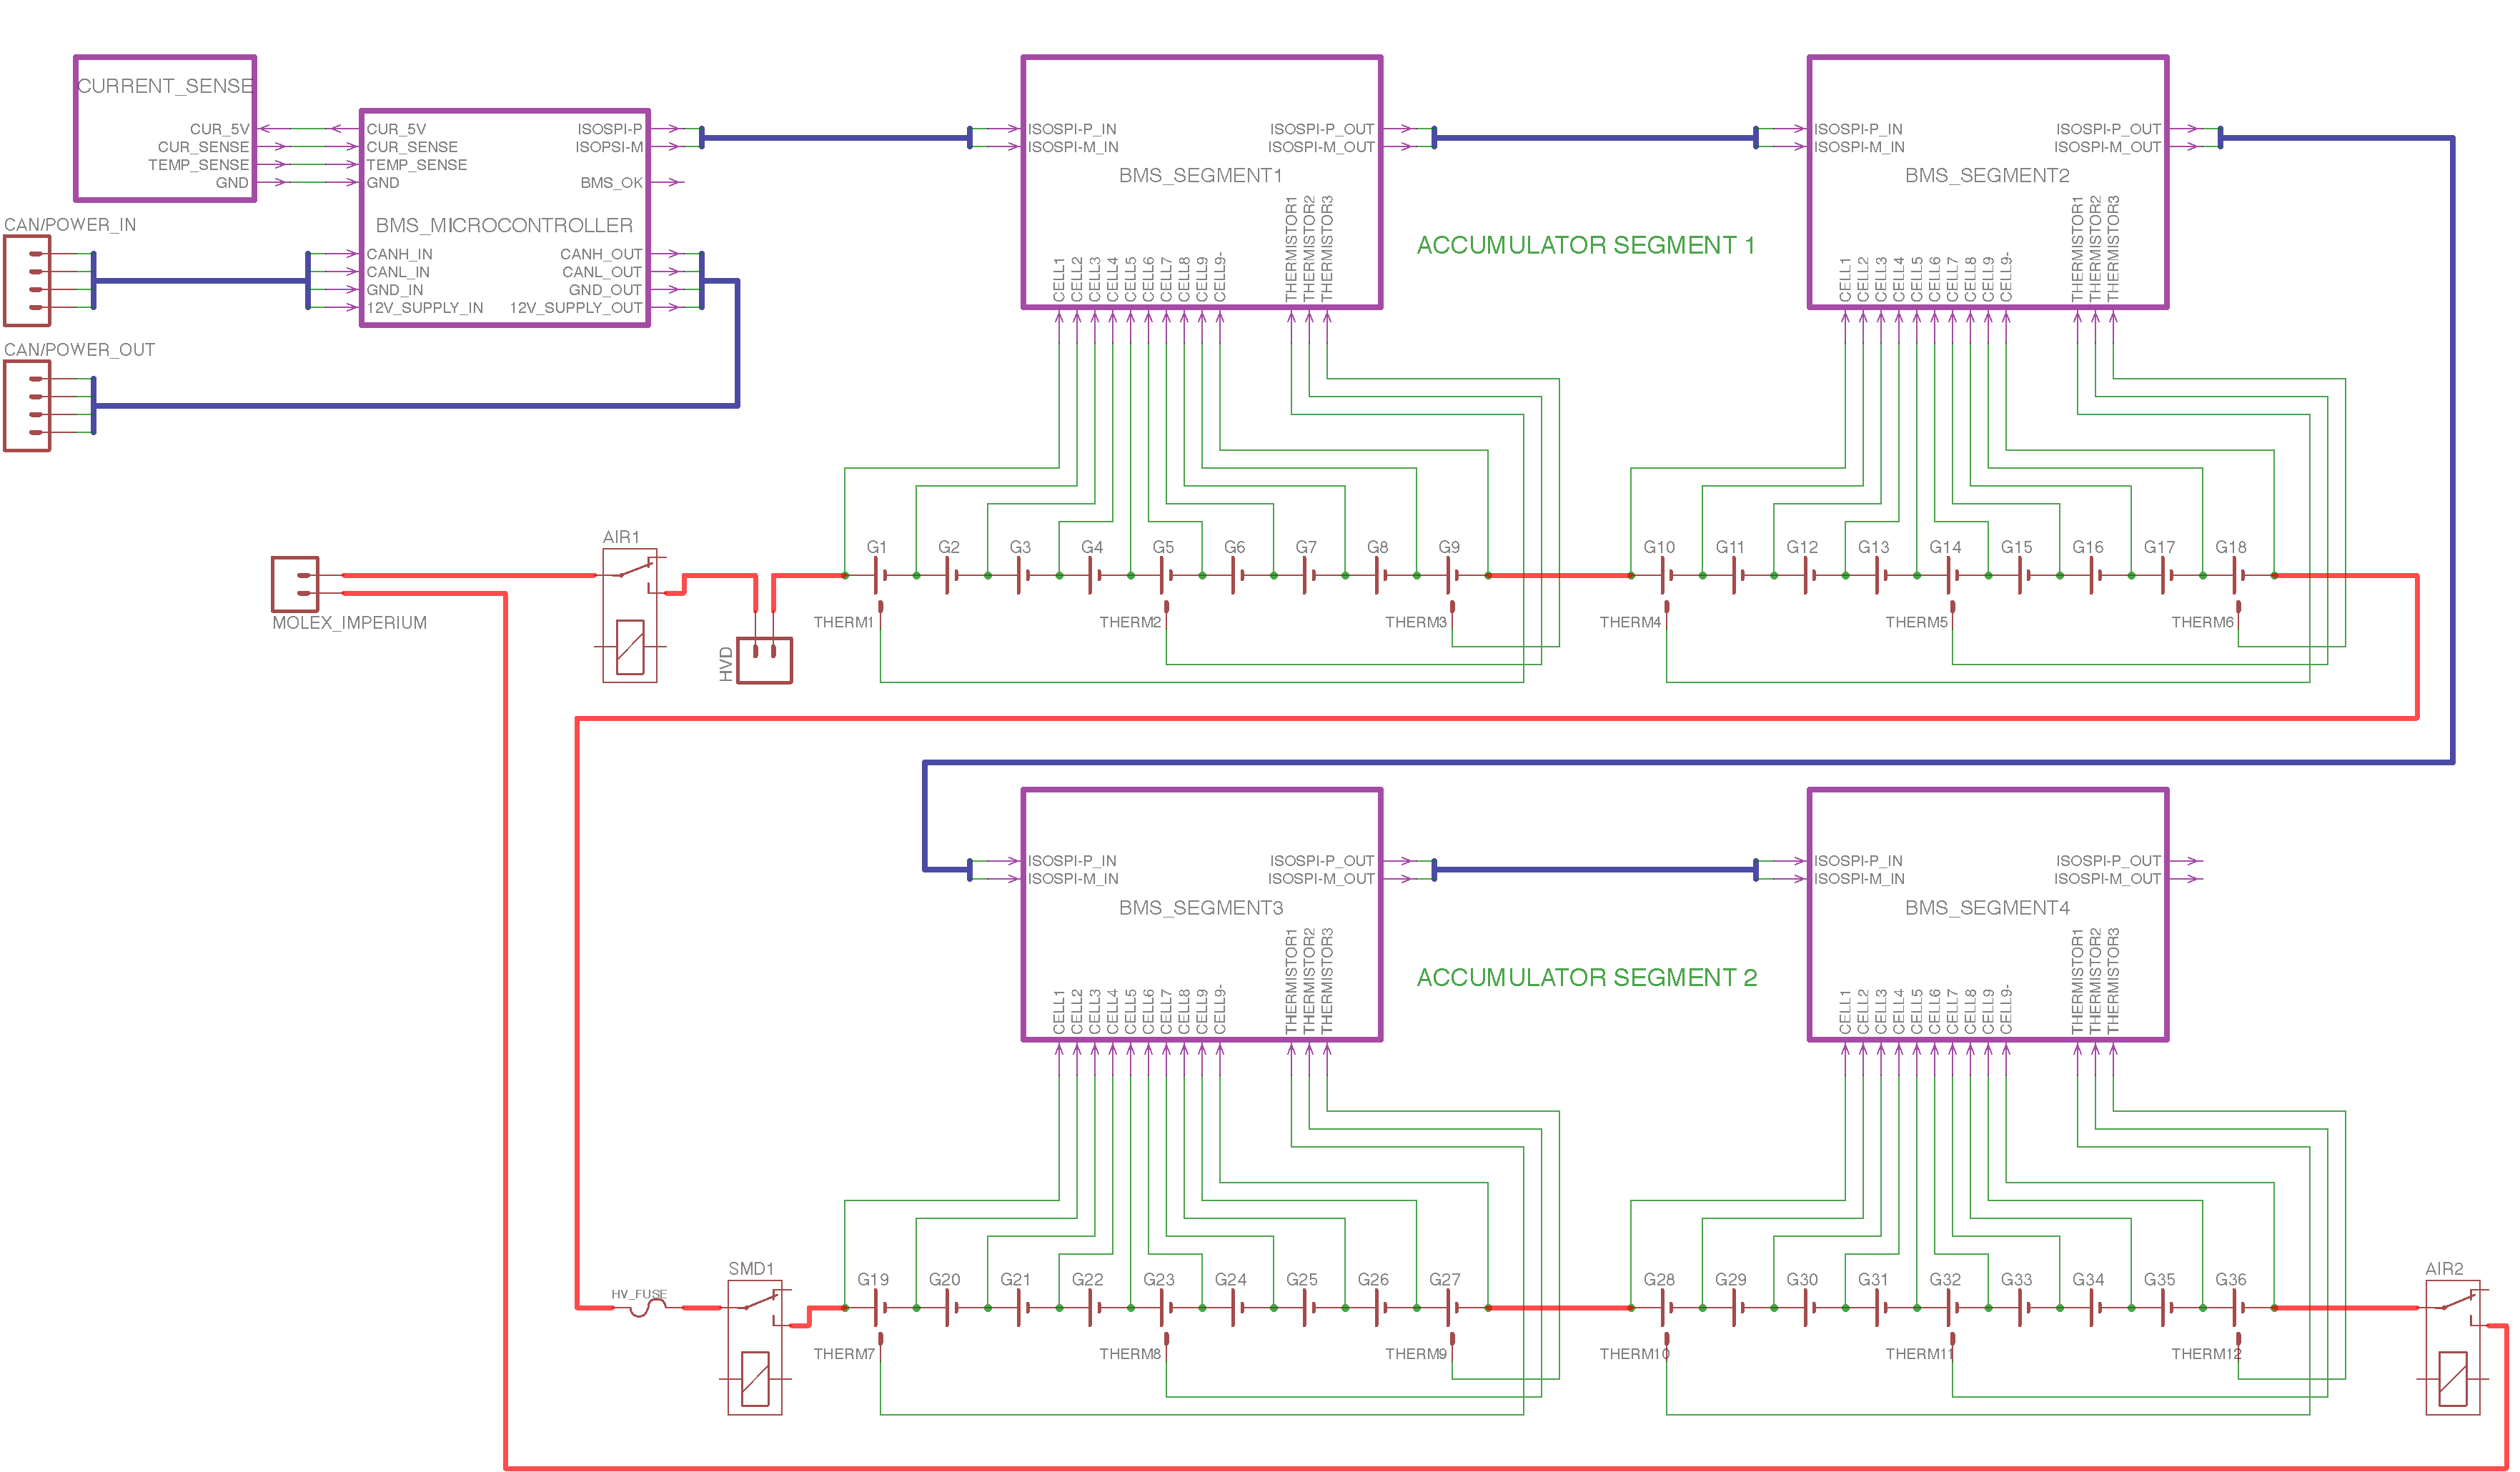 CURRENT_SENSE
CUR_5V
CUR_SENSE
TEMP_SENSE
GND
CUR_5V
CUR_SENSE
TEMP_SENSE
GND
ISOSPI-P
ISOPSI-M
BMS_OK
BMS_MICROCONTROLLER
CANH_IN
CANL_IN
GND_IN
12V_SUPPLY_IN
CANH_OUT
CANL_OUT
GND_OUT
12V_SUPPLY_OUT
CAN/POWER_IN
CAN/POWER_OUT
ISOSPI-P_IN
ISOSPI-M_IN
ISOSPI-P_OUT
ISOSPI-M_OUT
BMS_SEGMENT1
CELL1
CELL2
CELL3
CELL4
CELL5
CELL6
CELL7
CELL8
CELL9
CELL9-
THERMISTOR1
THERMISTOR2
THERMISTOR3
ACCUMULATOR SEGMENT 1
ISOSPI-P_IN
ISOSPI-M_IN
ISOSPI-P_OUT
ISOSPI-M_OUT
BMS_SEGMENT2
CELL1
CELL2
CELL3
CELL4
CELL5
CELL6
CELL7
CELL8
CELL9
CELL9-
THERMISTOR1
THERMISTOR2
THERMISTOR3
MOLEX_IMPERIUM
AIR1
HVD
G1 G2 G3 G4 G5 G6 G7 G8 G9 G10 G11 G12 G13 G14 G15 G16 G17 G18
THERM1 THERM2 THERM3 THERM4 THERM5 THERM6
ISOSPI-P_IN
ISOSPI-M_IN
ISOSPI-P_OUT
ISOSPI-M_OUT
BMS_SEGMENT3
CELL1
CELL2
CELL3
CELL4
CELL5
CELL6
CELL7
CELL8
CELL9
CELL9-
THERMISTOR1
THERMISTOR2
THERMISTOR3
ACCUMULATOR SEGMENT 2
ISOSPI-P_IN
ISOSPI-M_IN
ISOSPI-P_OUT
ISOSPI-M_OUT
BMS_SEGMENT4
CELL1
CELL2
CELL3
CELL4
CELL5
CELL6
CELL7
CELL8
CELL9
CELL9-
THERMISTOR1
THERMISTOR2
THERMISTOR3
HV_FUSE
SMD1
G19 G20 G21 G22 G23 G24 G25 G26 G27 G28 G29 G30 G31 G32 G33 G34 G35 G36
AIR2
THERM7 THERM8 THERM9 THERM10 THERM11 THERM12